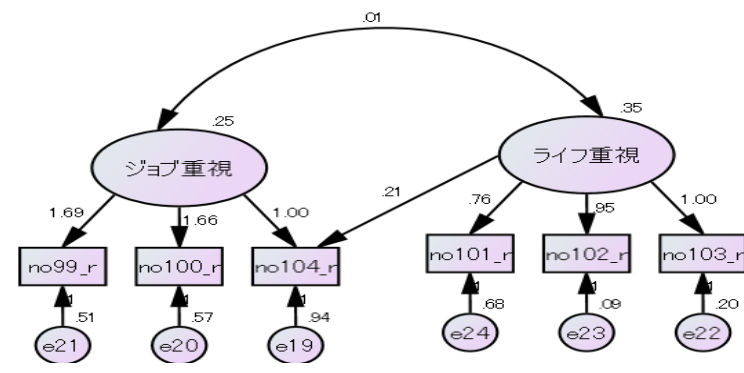 .01
.25
.35
ジョブ重視
ライフ重視
.21
1.69
1.66
1.00
.76
.95
1.00
no99_r
no100_r
no104_r
no101_r
no102_r
no103_r
1
1
1
1
1
1
.51
.57
.94
.68
.09
.20
e21
e20
e19
e24
e23
e22